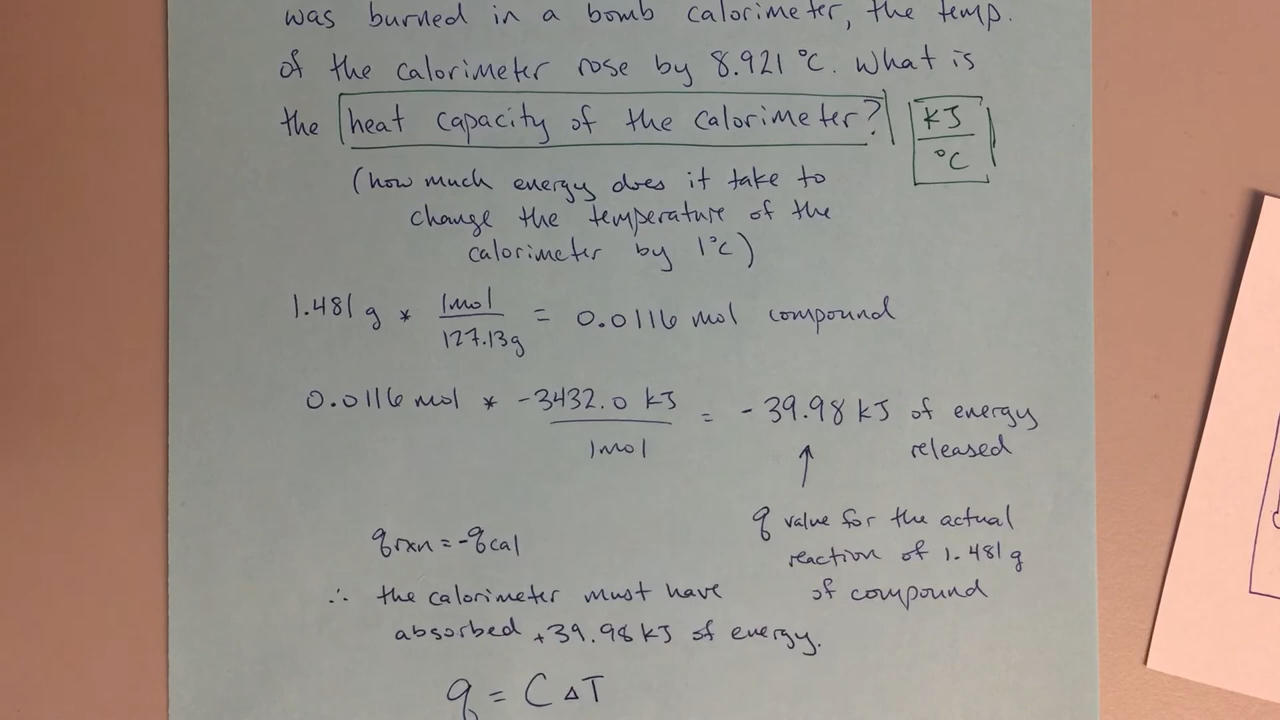 was burned in a bomb calorimeter, the temp.
of the calorimeter rose by 8.921 °C. What is
the heat capacity of the calorimeter? kJ/°C
(how much energy does it take to
change the temperature of the
calorimeter by 1°C)
1.481 g * 1mol/127.13g = 0.0116 mol compound
0.0116 mol * -3432.0 kJ/1mol = -39.98 kJ of energy
released
↑
q value for the actual
reaction of 1.481 g
of compound
qrxn = -qcal
∴ the calorimeter must have
absorbed +39.98 kJ of energy.
q = CΔT